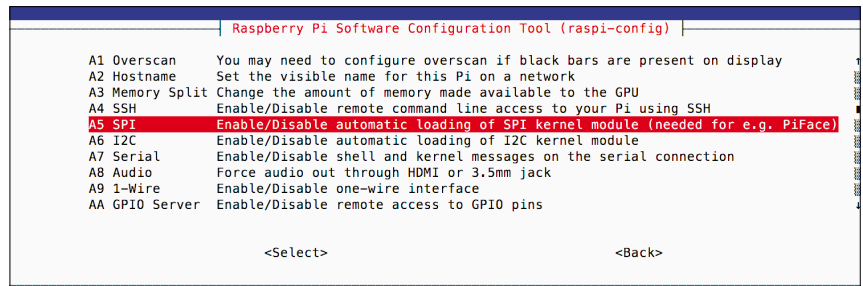 Raspberry Pi Software Configuration Tool (raspi-config)
A1 Overscan You may need to configure overscan if black bars are present on display
A2 Hostname Set the visible name for this Pi on a network
A3 Memory Split Change the amount of memory made available to the GPU
A4 SSH Enable/Disable remote command line access to your Pi using SSH
A5 SPI Enable/Disable automatic loading of SPI kernel module (needed for e.g. PiFace)
A6 I2C Enable/Disable automatic loading of I2C kernel module
A7 Serial Enable/Disable shell and kernel messages on the serial connection
A8 Audio Force audio out through HDMI or 3.5mm jack
A9 1-Wire Enable/Disable one-wire interface
AA GPIO Server Enable/Disable remote access to GPIO pins
<Select> <Back>